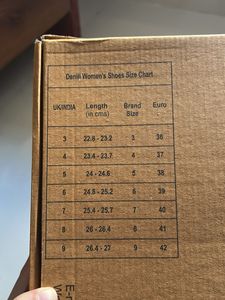 Denill Women's Shoes Size Chart
UK/INDIA Length (in cms) Brand Size Euro
3 22.8 - 23.2 3 36
4 23.4 - 23.7 4 37
5 24 - 24.6 5 38
6 24.5 - 25.2 6 39
7 25.4 - 25.7 7 40
8 26 - 26.4 8 41
9 26.4 - 27 9 42